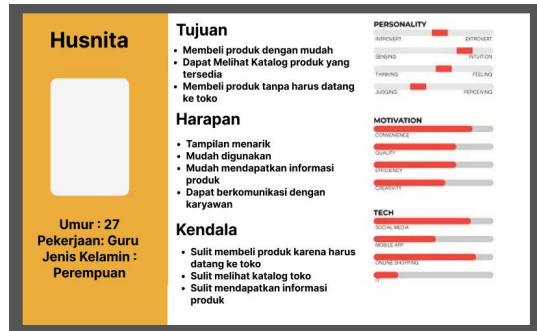 Husnita
Umur : 27
Pekerjaan: Guru
Jenis Kelamin :
Perempuan
Tujuan
• Membeli produk dengan mudah
• Dapat Melihat Katalog produk yang
tersedia
• Membeli produk tanpa harus datang
ke toko
Harapan
• Tampilan menarik
• Mudah digunakan
• Mudah mendapatkan informasi
produk
• Dapat berkomunikasi dengan
karyawan
Kendala
• Sulit membeli produk karena harus
datang ke toko
• Sulit melihat katalog toko
• Sulit mendapatkan informasi
produk
PERSONALITY
INTROVERT EXTROVERT
SENSING INTUITION
THINKING FEELING
JUDGING PERCEIVING
MOTIVATION
CONVENIENCE
QUALITY
EFFICIENCY
CREATIVITY
TECH
SOCIAL MEDIA
MOBILE APP
ONLINE SHOPPING
IT